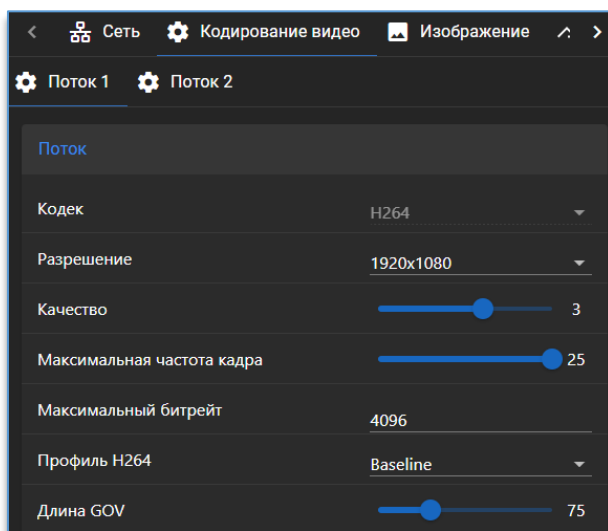 Сеть Кодирование видео Изображение
Поток 1 Поток 2
Поток
Кодек H264
Разрешение 1920x1080
Качество 3
Максимальная частота кадра 25
Максимальный битрейт 4096
Профиль H264 Baseline
Длина GOV 75